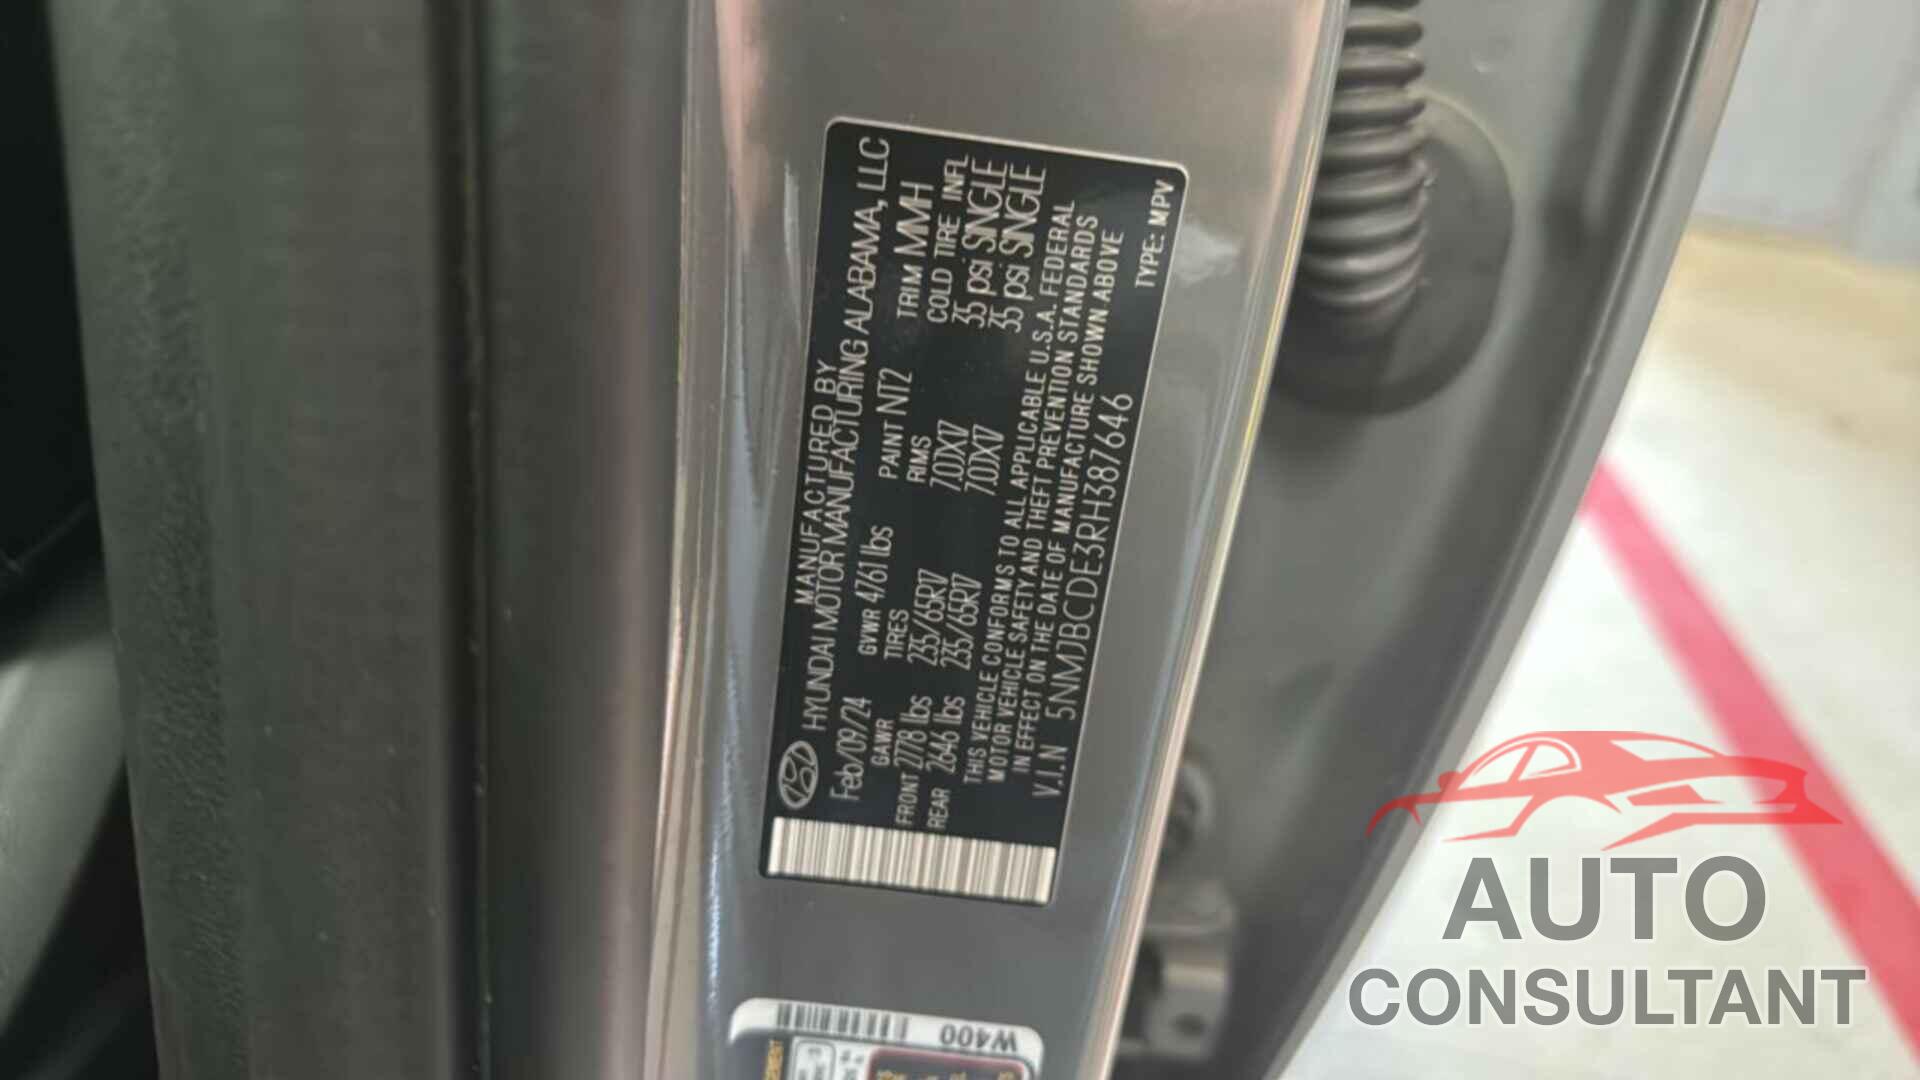 MANUFACTURED BY
HYUNDAI MOTOR MANUFACTURING ALABAMA, LLC
Feb/09/24 GVWR 4761 lbs PAINT NT2 TRIM MMH
GAWR TIRES RIMS COLD TIRE INFL
FRONT 2778 lbs 235/65R17 7.0JX17 35 psi SINGLE
REAR 2646 lbs 235/65R17 7.0JX17 35 psi SINGLE
THIS VEHICLE CONFORMS TO ALL APPLICABLE U.S.A. FEDERAL
MOTOR VEHICLE SAFETY AND THEFT PREVENTION STANDARDS
IN EFFECT ON THE DATE OF MANUFACTURE SHOWN ABOVE
V.I.N 5NMJBCDE3RH387646 TYPE: MPV
W400
AUTO
CONSULTANT